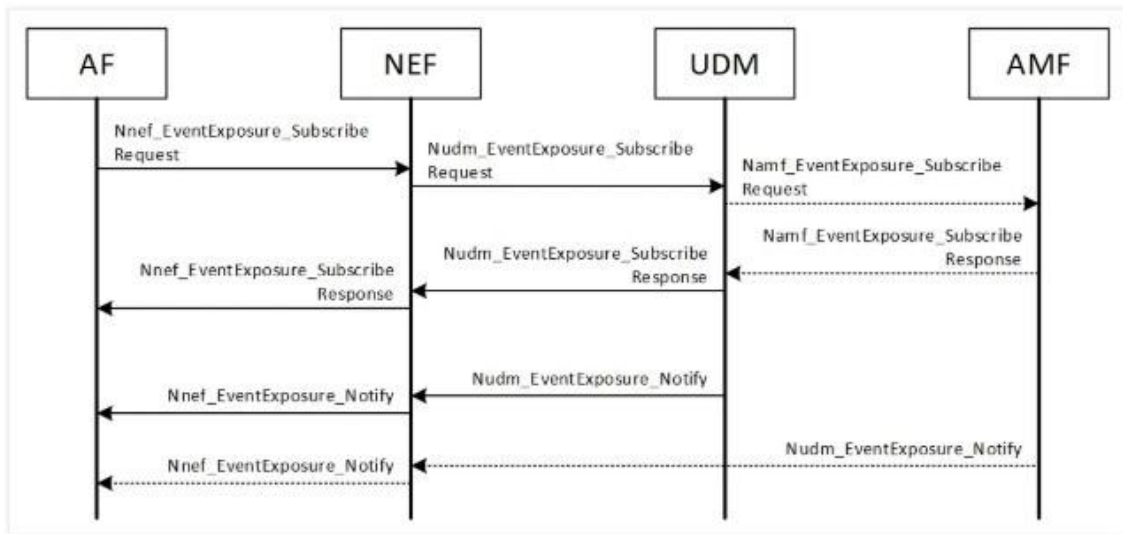 AF
NEF
UDM
AMF
Nnef_EventExposure_Subscribe
Request
Nudm_EventExposure_Subscribe
Request
Namf_EventExposure_Subscribe
Request
Namf_EventExposure_Subscribe
Response
Nudm_EventExposure_Subscribe
Response
Nnef_EventExposure_Subscribe
Response
Nudm_EventExposure_Notify
Nnef_EventExposure_Notify
Nudm_EventExposure_Notify
Nnef_EventExposure_Notify